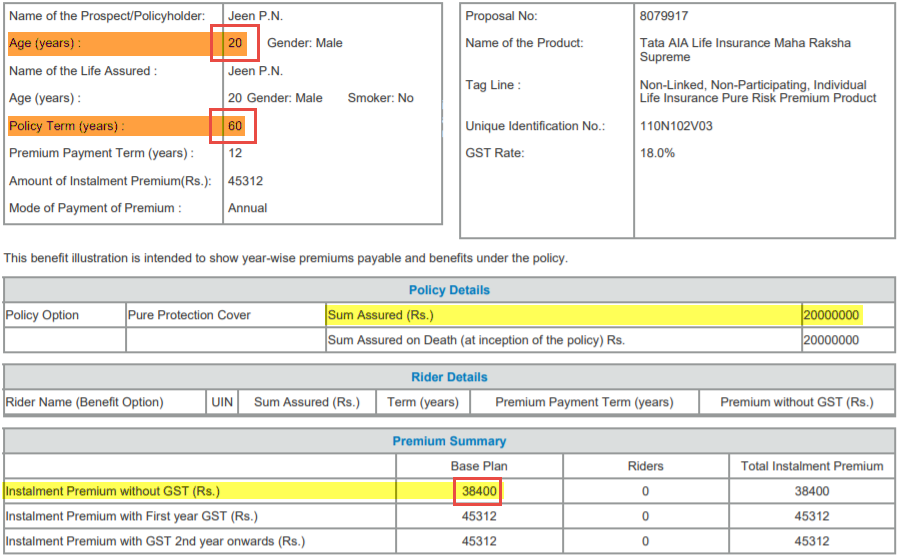 Name of the Prospect/Policyholder: Jeen P.N.
Age (years) : 20 Gender: Male
Name of the Life Assured : Jeen P.N.
Age (years) : 20 Gender: Male Smoker: No
Policy Term (years) : 60
Premium Payment Term (years) : 12
Amount of Instalment Premium(Rs.): 45312
Mode of Payment of Premium : Annual
Proposal No: 8079917
Name of the Product: Tata AIA Life Insurance Maha Raksha
Supreme
Tag Line : Non-Linked, Non-Participating, Individual
Life Insurance Pure Risk Premium Product
Unique Identification No.: 110N102V03
GST Rate: 18.0%
This benefit illustration is intended to show year-wise premiums payable and benefits under the policy.
Policy Details
Policy Option Pure Protection Cover Sum Assured (Rs.) 20000000
Sum Assured on Death (at inception of the policy) Rs. 20000000
Rider Details
Rider Name (Benefit Option) UIN Sum Assured (Rs.) Term (years) Premium Payment Term (years) Premium without GST (Rs.)
Premium Summary
Base Plan Riders Total Instalment Premium
Instalment Premium without GST (Rs.) 38400 0 38400
Instalment Premium with First year GST (Rs.) 45312 0 45312
Instalment Premium with GST 2nd year onwards (Rs.) 45312 0 45312